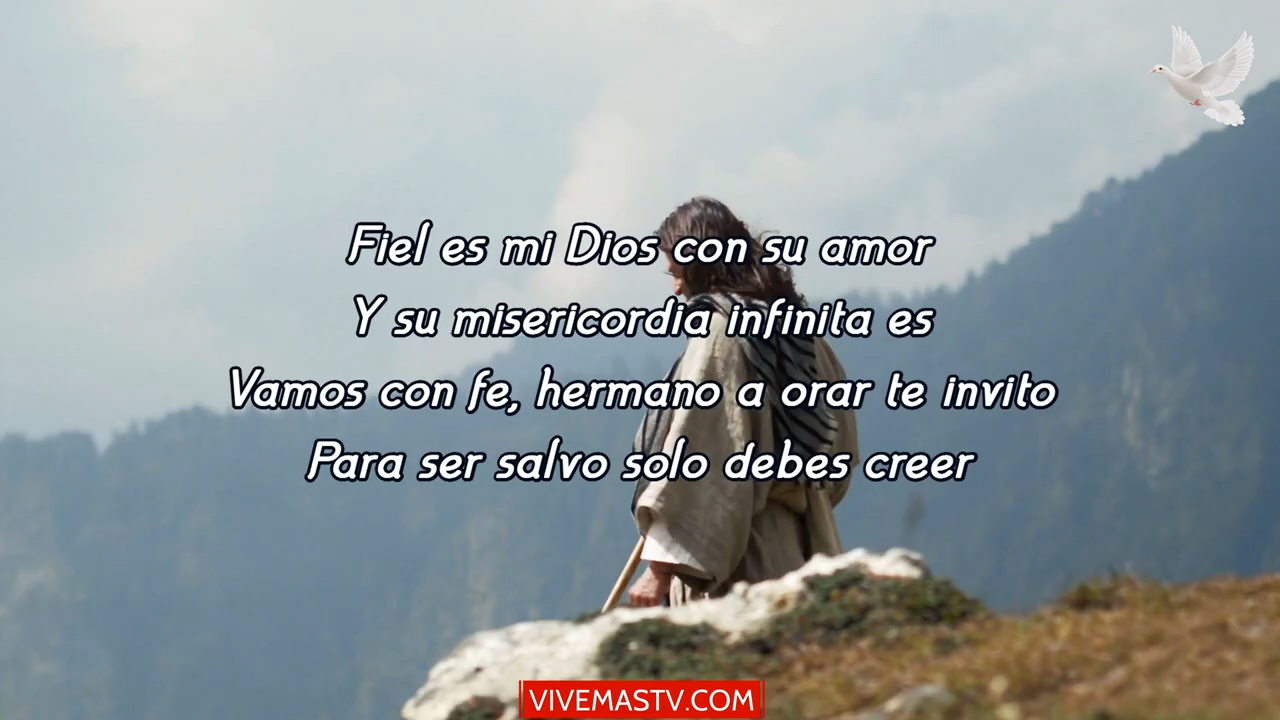 Fiel es mi Dios con su amor
Y su misericordia infinita es
Vamos con fe, hermano a orar te invito
Para ser salvo solo debes creer
VIVEMASTV.COM